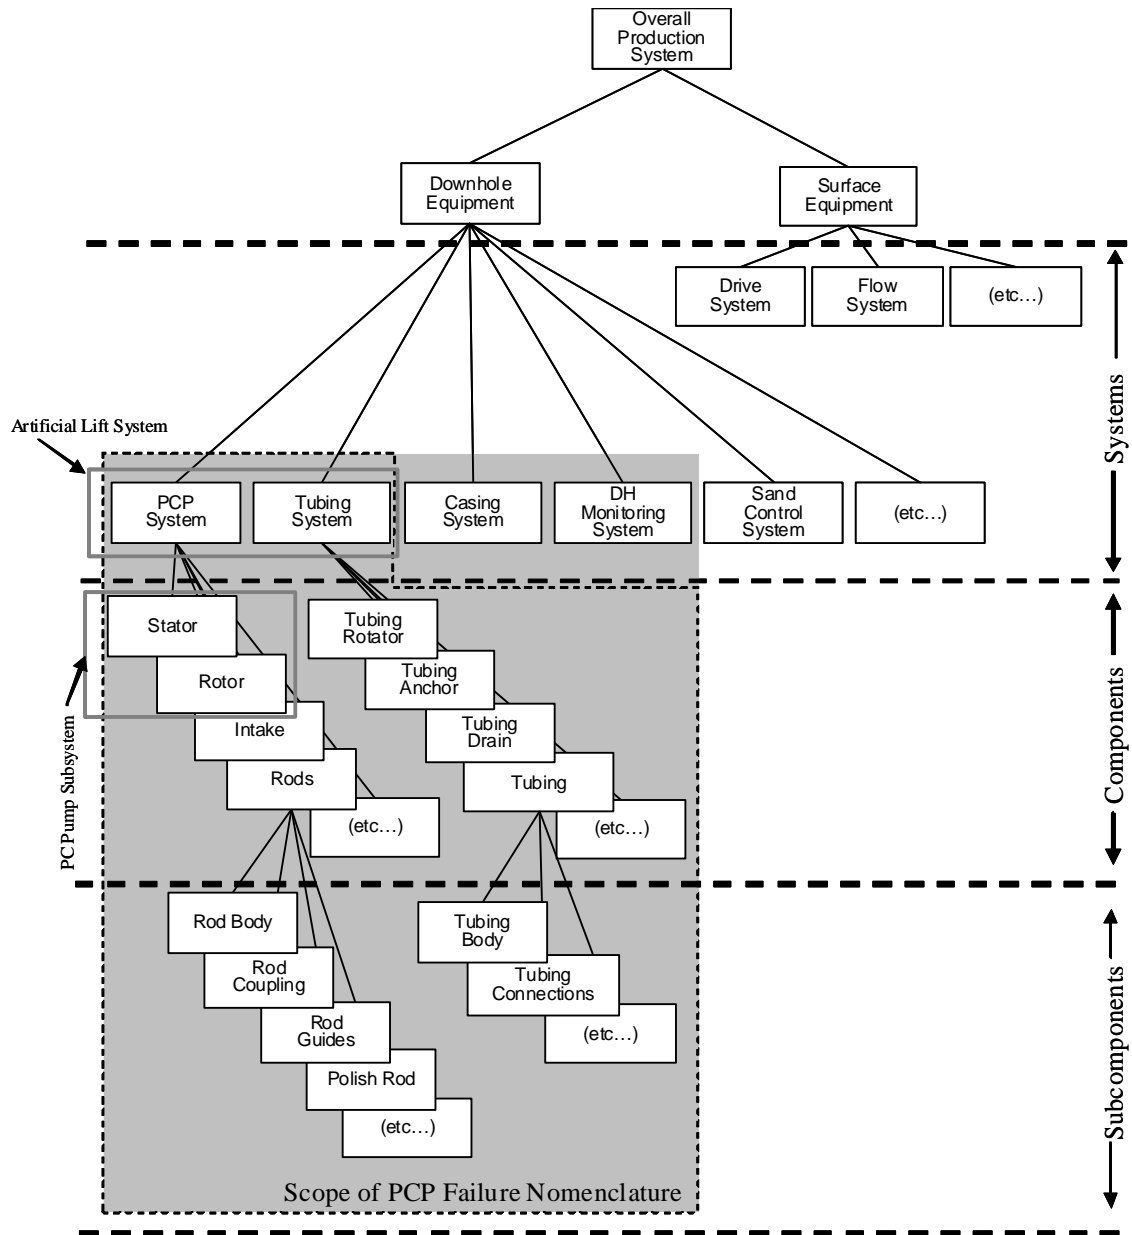 Overall
Production
System
Downhole
Equipment
Surface
Equipment
Drive
System
Flow
System
(etc...)
Systems
Artificial Lift System
PCP
System
Tubing
System
Casing
System
DH
Monitoring
System
Sand
Control
System
(etc...)
Components
PCPump Subsystem
Stator
Rotor
Intake
Rods
(etc...)
Tubing
Rotator
Tubing
Anchor
Tubing
Drain
Tubing
(etc...)
Subcomponents
Rod Body
Rod
Coupling
Rod
Guides
Polish Rod
(etc...)
Tubing
Body
Tubing
Connections
(etc...)
Scope of PCP Failure Nomenclature